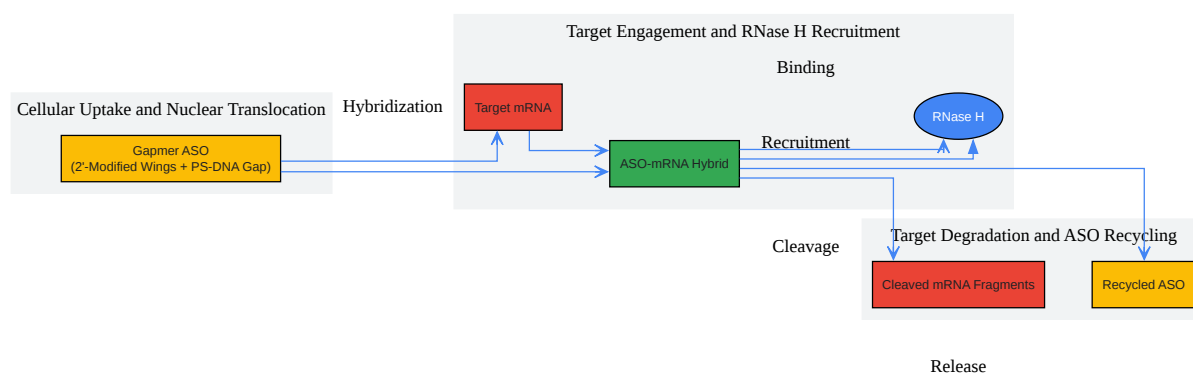 Target Engagement and RNase H Recruitment
Binding
Cellular Uptake and Nuclear Translocation
Hybridization
Target mRNA
RNase H
Gapmer ASO
(2'-Modified Wings + PS-DNA Gap)
Recruitment
ASO-mRNA Hybrid
Target Degradation and ASO Recycling
Cleavage
Cleaved mRNA Fragments
Recycled ASO
Release